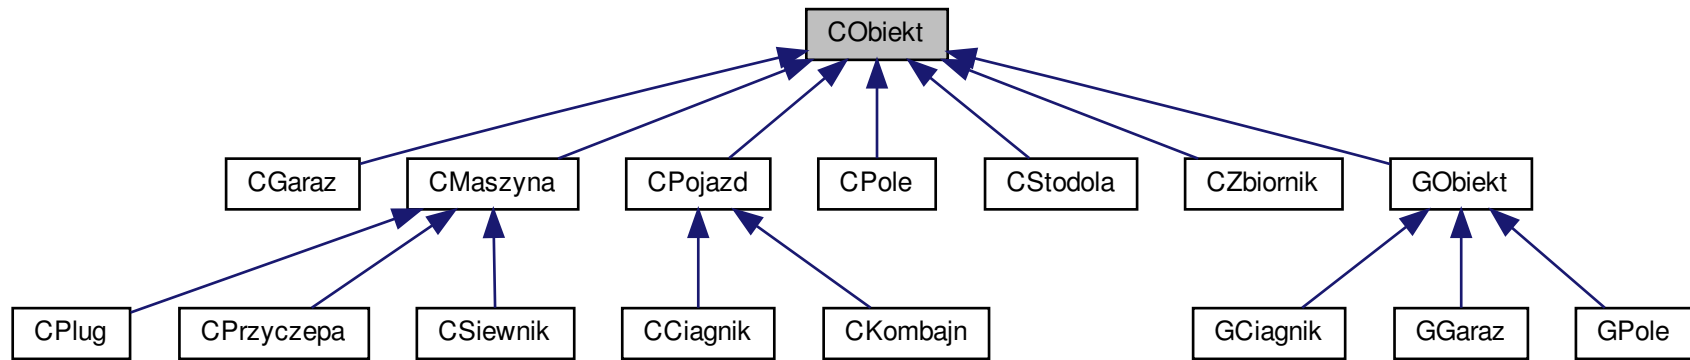 CObiekt
CGaraz
CMaszyna
CPojazd
CPole
CStodola
CZbiornik
GObiekt
CPlug
CPrzyczepa
CSiewnik
CCiagnik
CKombajn
GCiagnik
GGaraz
GPole